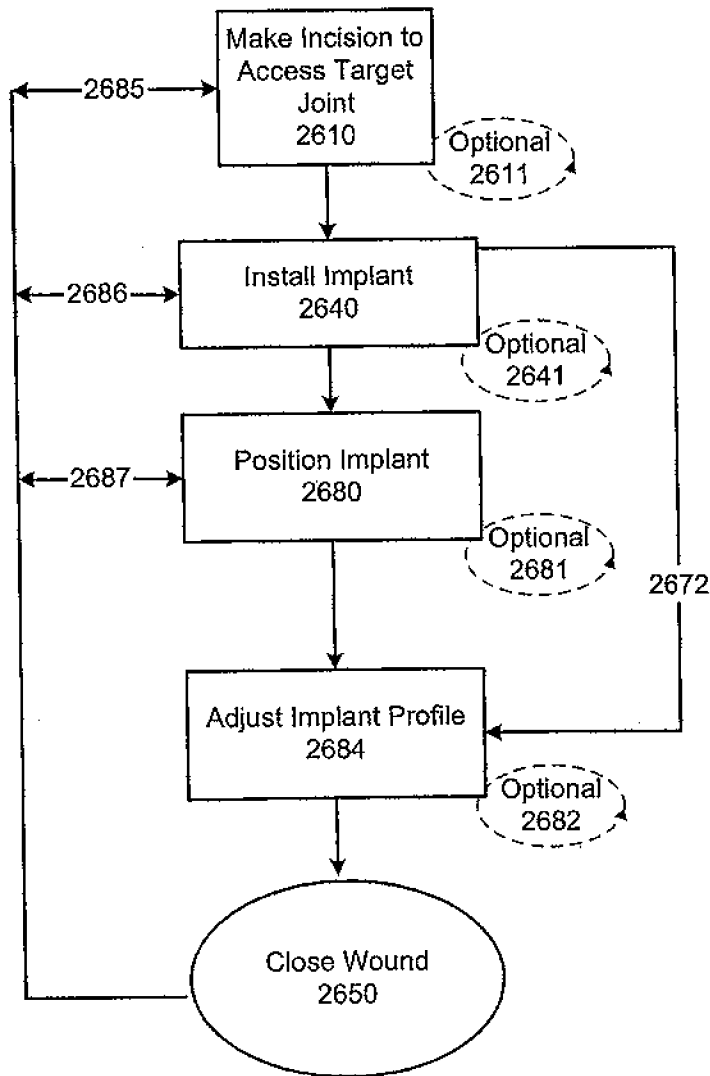 Make Incision to
Access Target
Joint
2610
2685
Optional
2611
Install Implant
2640
2686
Optional
2641
Position Implant
2680
2687
Optional
2681
2672
Adjust Implant Profile
2684
Optional
2682
Close Wound
2650